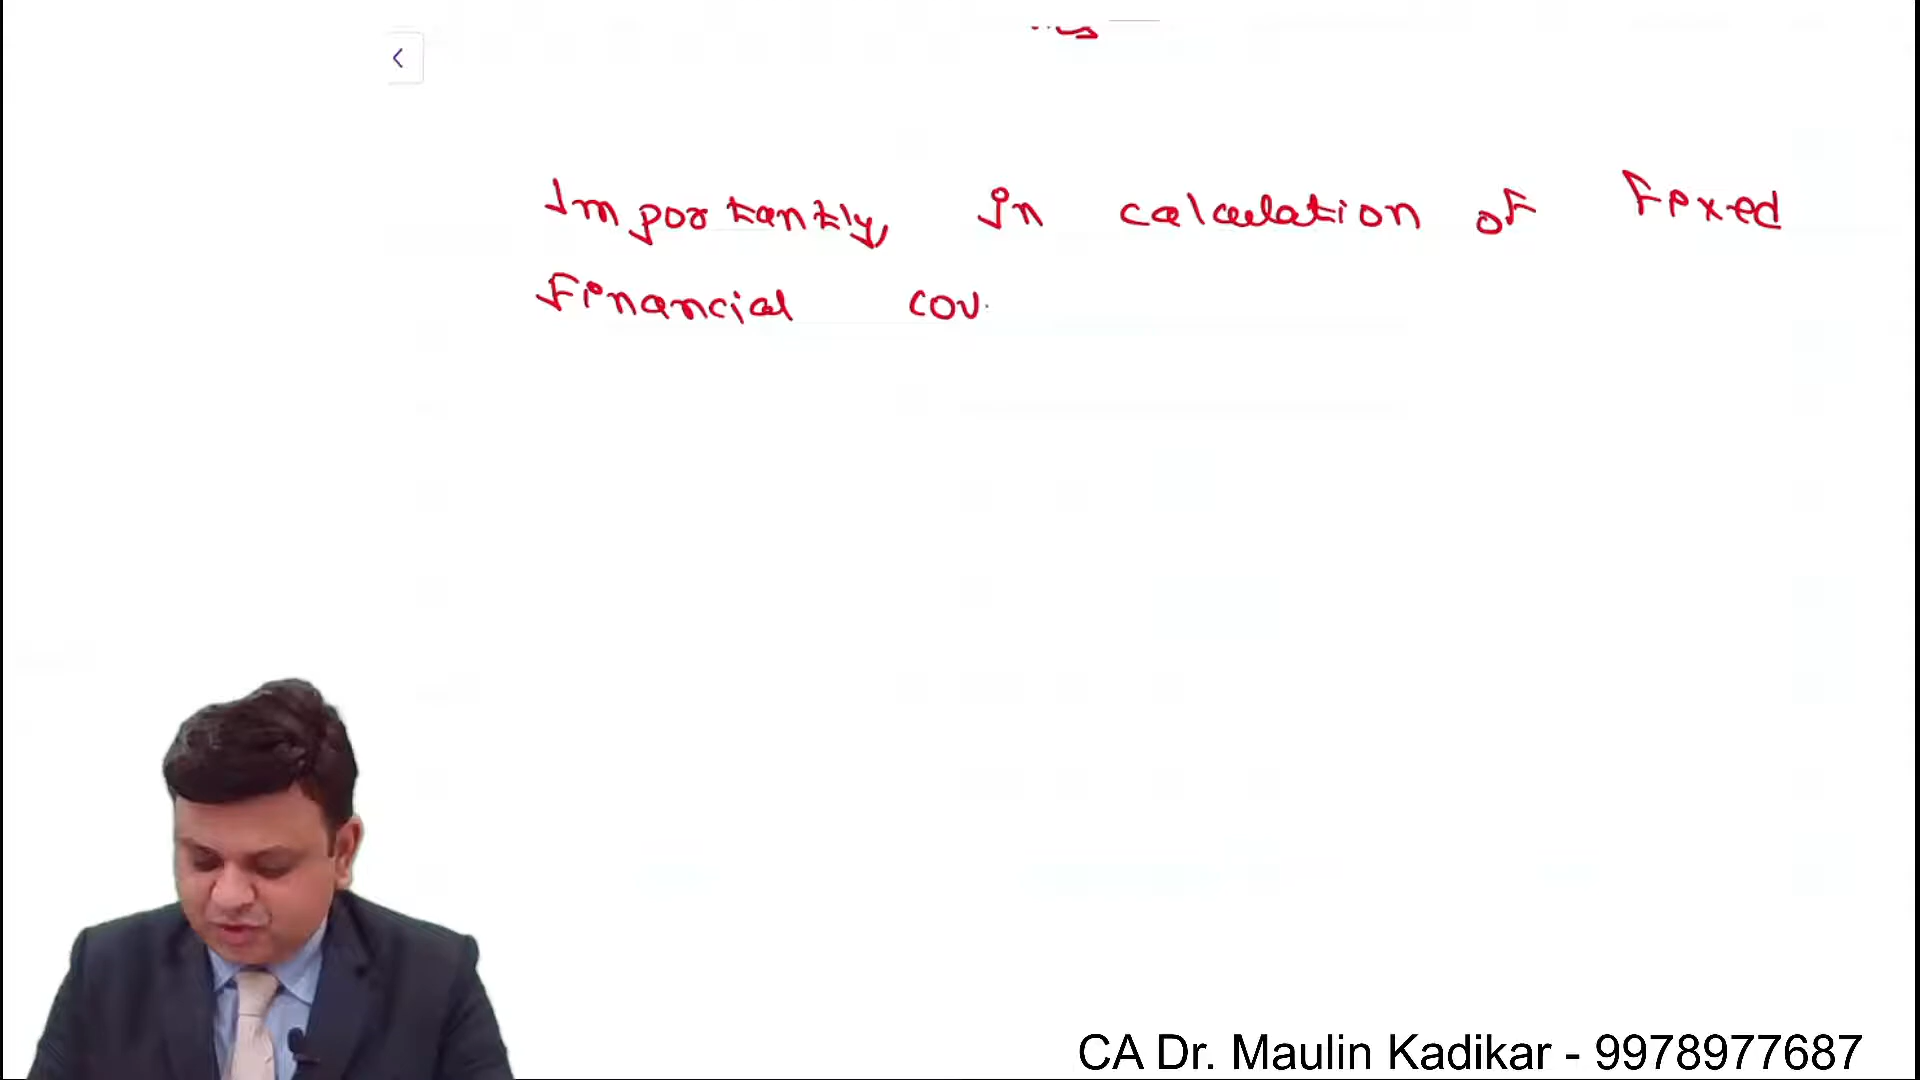 Importantly, in calculation of Fixed
Financial cov
CA Dr. Maulin Kadikar - 9978977687